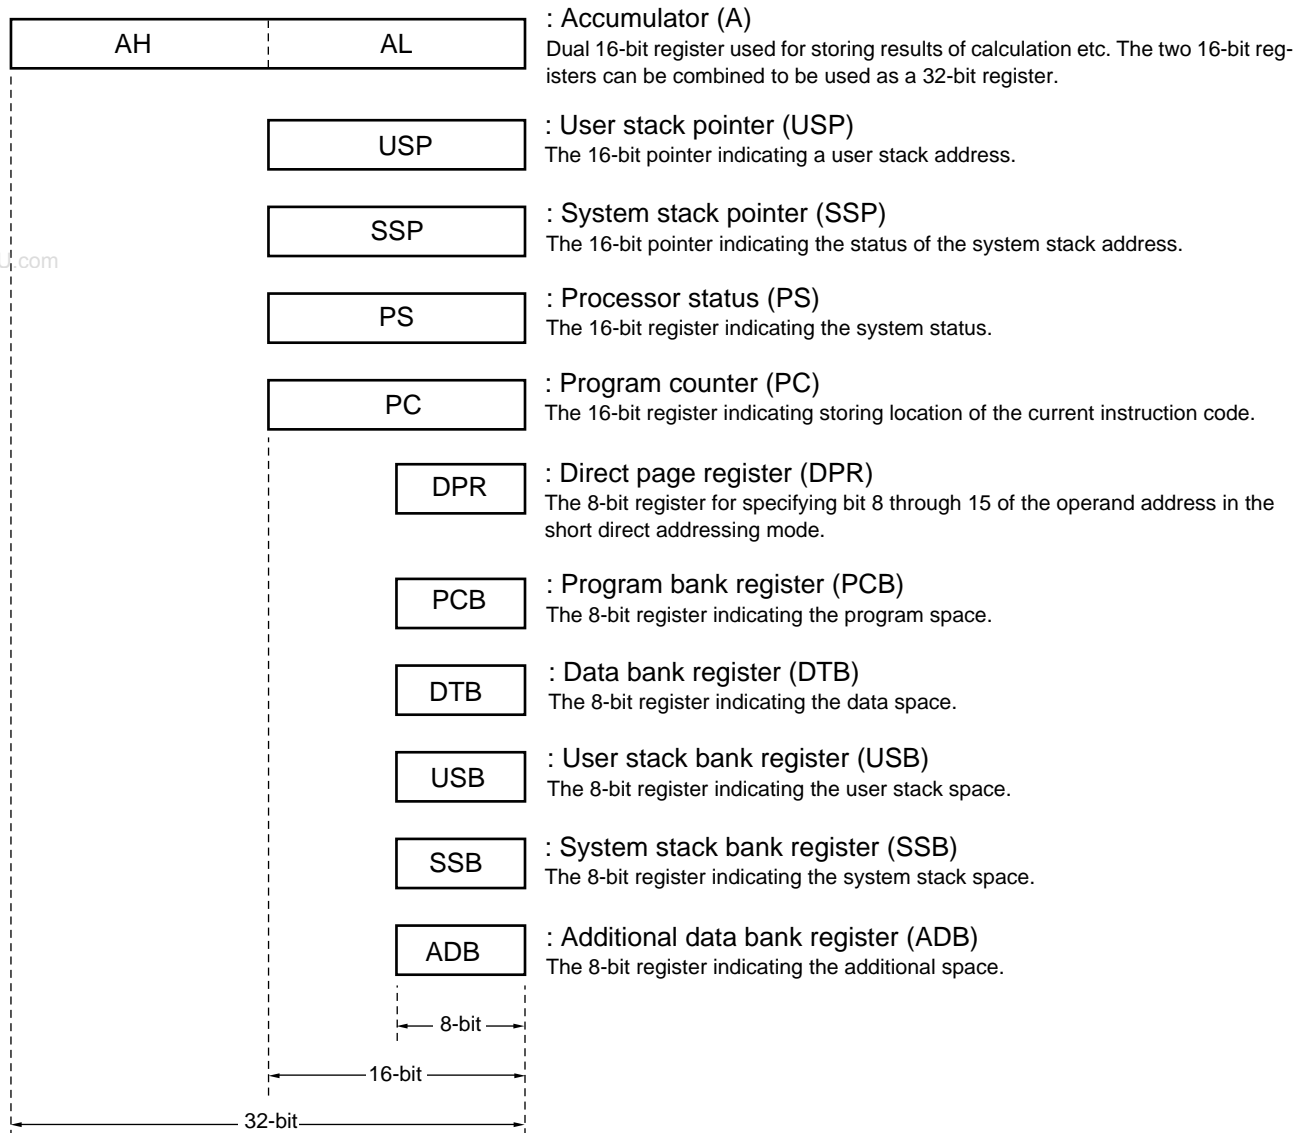 AH AL : Accumulator (A)
Dual 16-bit register used for storing results of calculation etc. The two 16-bit reg-
isters can be combined to be used as a 32-bit register.
USP : User stack pointer (USP)
The 16-bit pointer indicating a user stack address.
SSP : System stack pointer (SSP)
The 16-bit pointer indicating the status of the system stack address.
.com
PS : Processor status (PS)
The 16-bit register indicating the system status.
PC : Program counter (PC)
The 16-bit register indicating storing location of the current instruction code.
DPR : Direct page register (DPR)
The 8-bit register for specifying bit 8 through 15 of the operand address in the
short direct addressing mode.
PCB : Program bank register (PCB)
The 8-bit register indicating the program space.
DTB : Data bank register (DTB)
The 8-bit register indicating the data space.
USB : User stack bank register (USB)
The 8-bit register indicating the user stack space.
SSB : System stack bank register (SSB)
The 8-bit register indicating the system stack space.
ADB : Additional data bank register (ADB)
The 8-bit register indicating the additional space.
8-bit
16-bit
32-bit